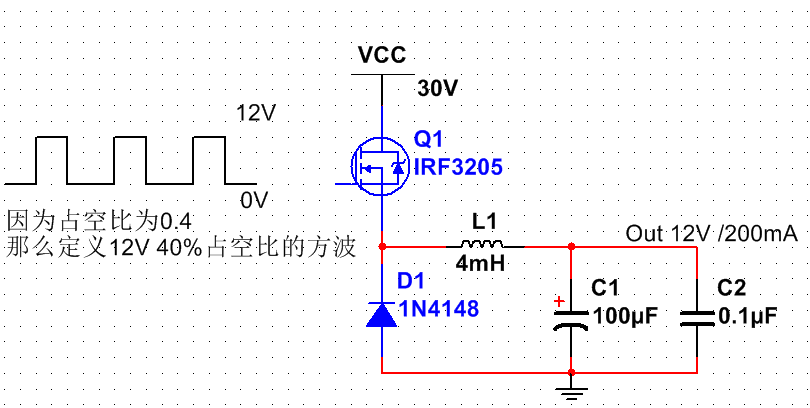 VCC
30V
12V
Q1
IRF3205
0V
因为占空比为0.4
那么定义12V 40%占空比的方波
L1
4mH
Out 12V /200mA
D1
1N4148
+
C1
100µF
C2
0.1µF